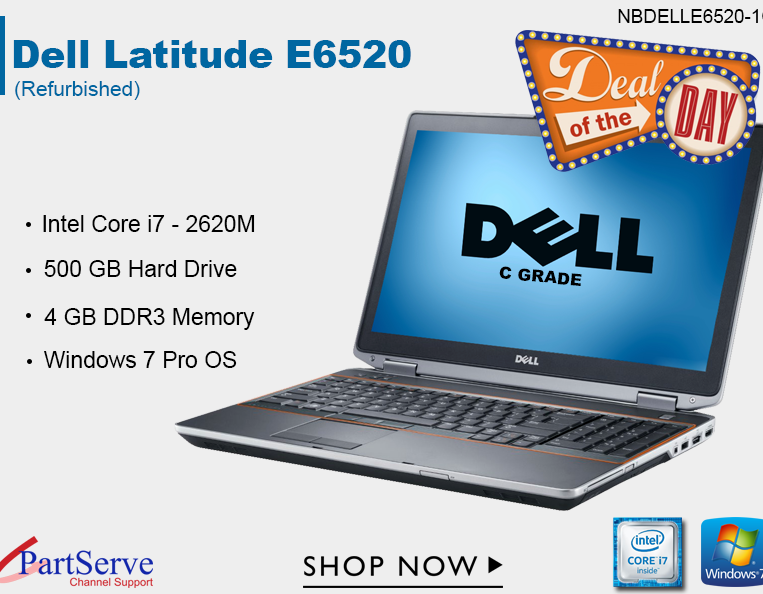 NBDELLE6520-1
Dell Latitude E6520
(Refurbished)
Deal
of the
DAY
• Intel Core i7 - 2620M
• 500 GB Hard Drive
• 4 GB DDR3 Memory
• Windows 7 Pro OS
DELL
C GRADE
DELL
PartServe
Channel Support
SHOP NOW
intel
CORE i7
inside™
Windows 7